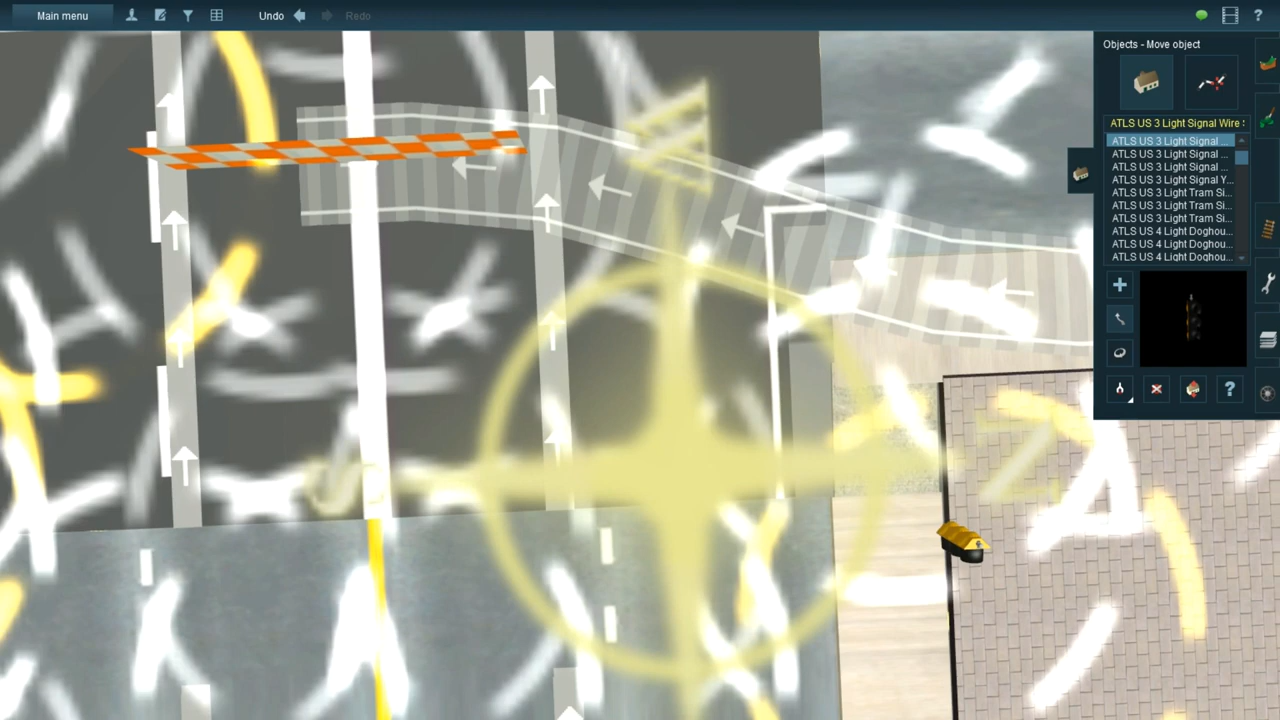 Main menu
Undo
Redo
?
Objects - Move object
ATLS US 3 Light Signal Wire
ATLS US 3 Light Signal ...
ATLS US 3 Light Signal ...
ATLS US 3 Light Signal ...
ATLS US 3 Light Signal Y...
ATLS US 3 Light Tram Si...
ATLS US 3 Light Tram Si...
ATLS US 3 Light Tram Si...
ATLS US 4 Light Doghou...
ATLS US 4 Light Doghou...
ATLS US 4 Light Doghou...
?